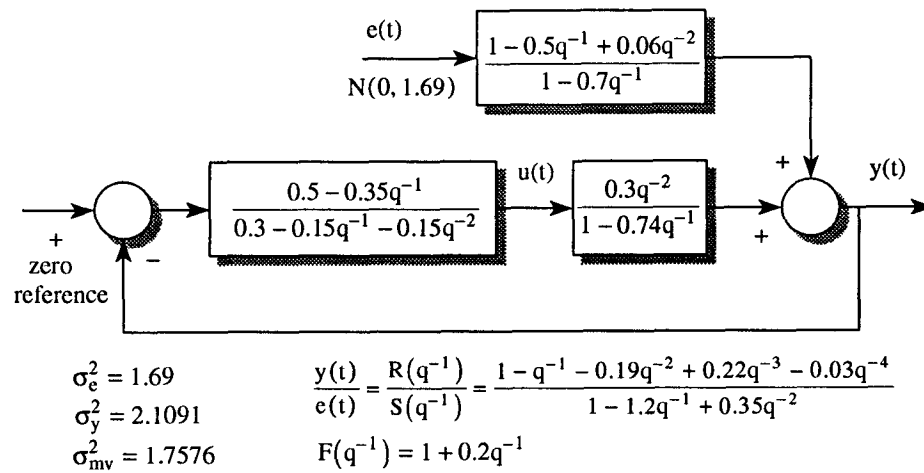 e(t)
N(0, 1.69)
1 − 0.5q⁻¹ + 0.06q⁻²
1 − 0.7q⁻¹
+
y(t)
0.5 − 0.35q⁻¹
0.3 − 0.15q⁻¹ − 0.15q⁻²
u(t)
0.3q⁻²
1 − 0.74q⁻¹
+
+
−
zero
reference
σ²ₑ = 1.69
y(t)/e(t) = R(q⁻¹)/S(q⁻¹) = (1 − q⁻¹ − 0.19q⁻² + 0.22q⁻³ − 0.03q⁻⁴)/(1 − 1.2q⁻¹ + 0.35q⁻²)
σ²_y = 2.1091
σ²_mv = 1.7576
F(q⁻¹) = 1 + 0.2q⁻¹